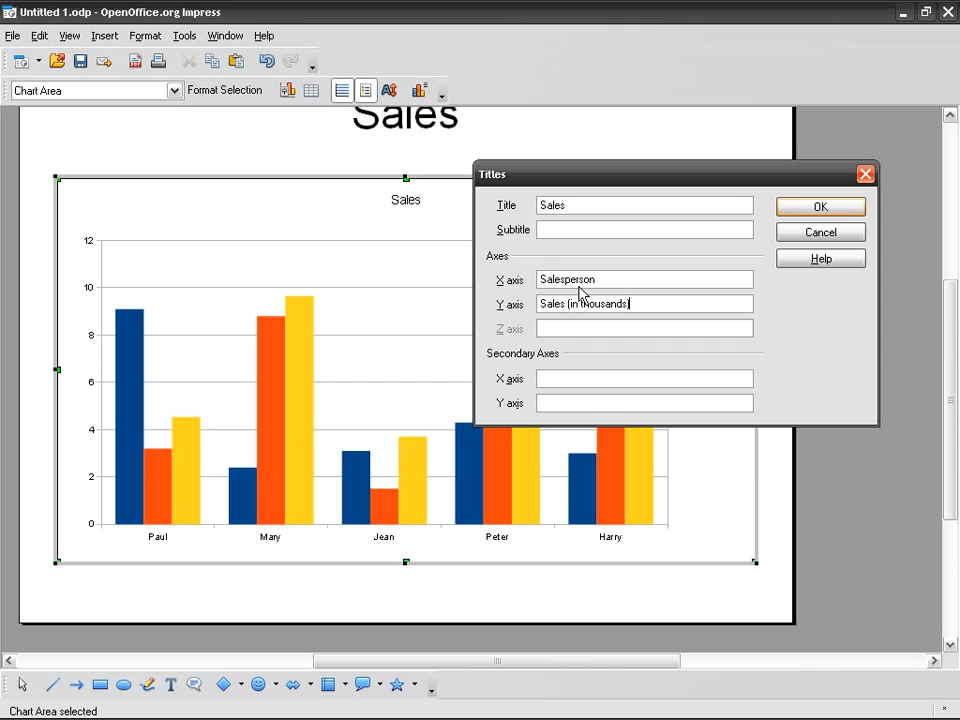 Untitled 1.odp - OpenOffice.org Impress
File Edit View Insert Format Tools Window Help
Chart Area Format Selection
Sales
Titles
Sales
Title Sales OK
Subtitle Cancel
Axes Help
X axis Salesperson
Y axis Sales (in thousands)
Z axis
Secondary Axes
X axis
Y axis
12
10
8
6
4
2
0
Paul Mary Jean Peter Harry
Chart Area selected